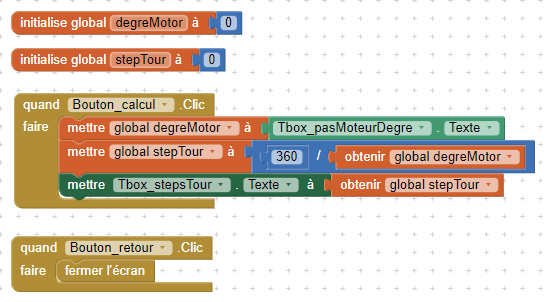 initialise global degreMotor à 0
initialise global stepTour à 0
quand Bouton_calcul .Clic
faire mettre global degreMotor à Tbox_pasMoteurDegre . Texte
mettre global stepTour à 360 / obtenir global degreMotor
mettre Tbox_stepsTour . Texte à obtenir global stepTour
quand Bouton_retour .Clic
faire fermer l'écran